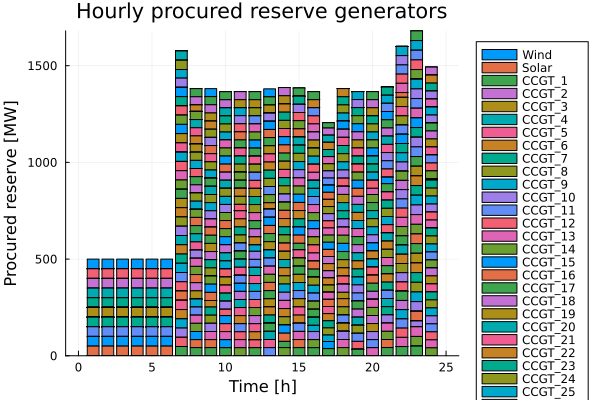 Hourly procured reserve generators
Procured reserve [MW]
1500
1000
500
0
0
5
10
15
20
25
Time [h]
Wind
Solar
CCGT_1
CCGT_2
CCGT_3
CCGT_4
CCGT_5
CCGT_6
CCGT_7
CCGT_8
CCGT_9
CCGT_10
CCGT_11
CCGT_12
CCGT_13
CCGT_14
CCGT_15
CCGT_16
CCGT_17
CCGT_18
CCGT_19
CCGT_20
CCGT_21
CCGT_22
CCGT_23
CCGT_24
CCGT_25